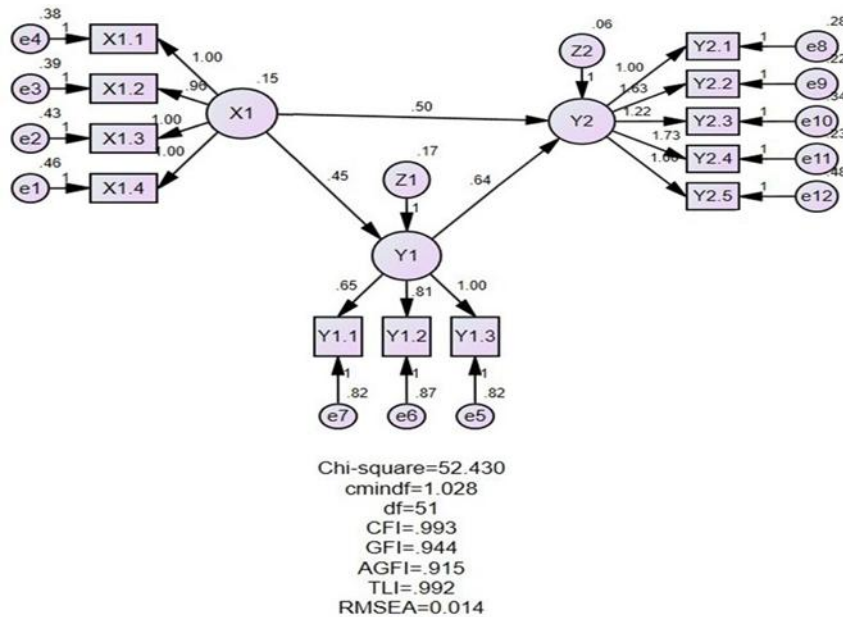 .38
e4
1
X1.1
1.00
.39
e3
1
X1.2
.96
.43
e2
1
X1.3
1.00
.46
e1
1
X1.4
1.00
.15
X1
.50
.45
.06
Z2
1
Y2
.17
Z1
1
Y1
.64
1.00
Y2.1
1
e8
.28
1.63
Y2.2
1
e9
.22
1.22
Y2.3
1
e10
.34
1.73
Y2.4
1
e11
.23
Y2.5
1
e12
.48
.65
.81
1.00
Y1.1
Y1.2
Y1.3
1
1
1
.82
.87
.82
e7
e6
e5
Chi-square=52.430
cmindf=1.028
df=51
CFI=.993
GFI=.944
AGFI=.915
TLI=.992
RMSEA=0.014